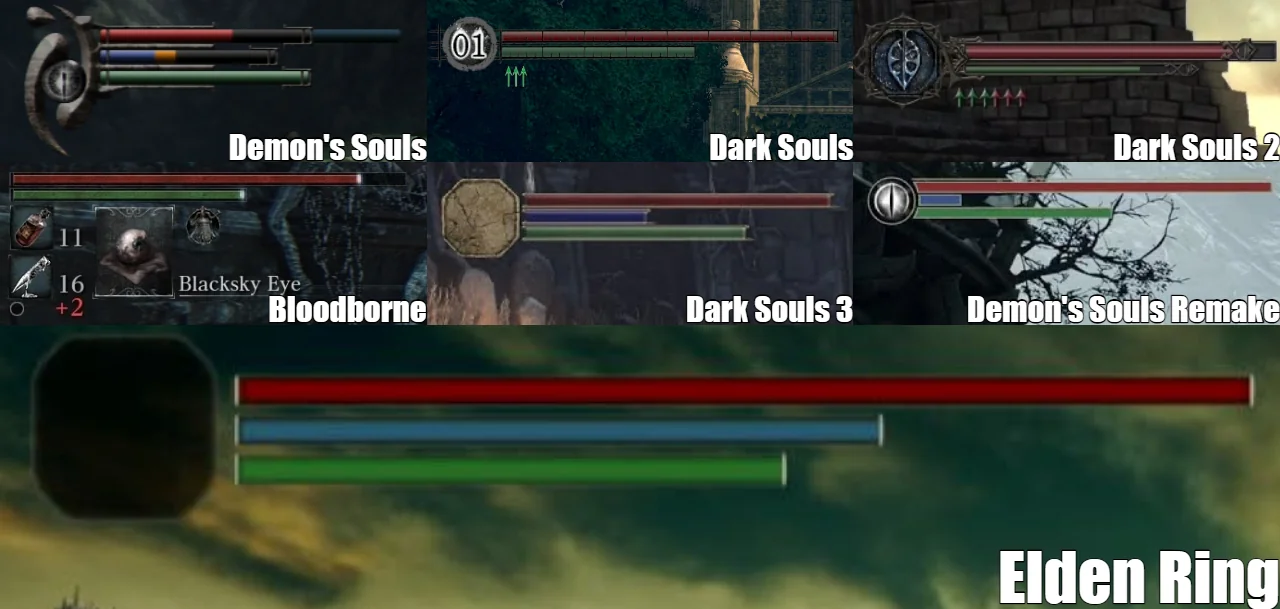 Demon's Souls
01
Dark Souls
Dark Souls 2
11
16
+2
Blacksky Eye
Bloodborne
Dark Souls 3
Demon's Souls Remake
Elden Ring